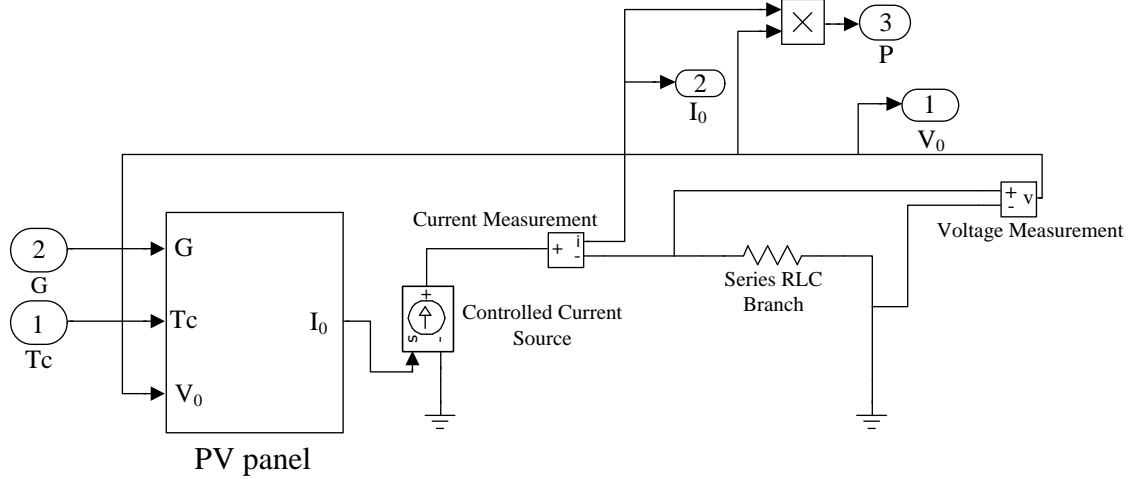 3
P
2
I₀
1
V₀
+
-
v
Voltage Measurement
Current Measurement
+
i
-
Series RLC
Branch
2
G
1
Tc
G
Tc
V₀
I₀
PV panel
+
s
-
Controlled Current
Source